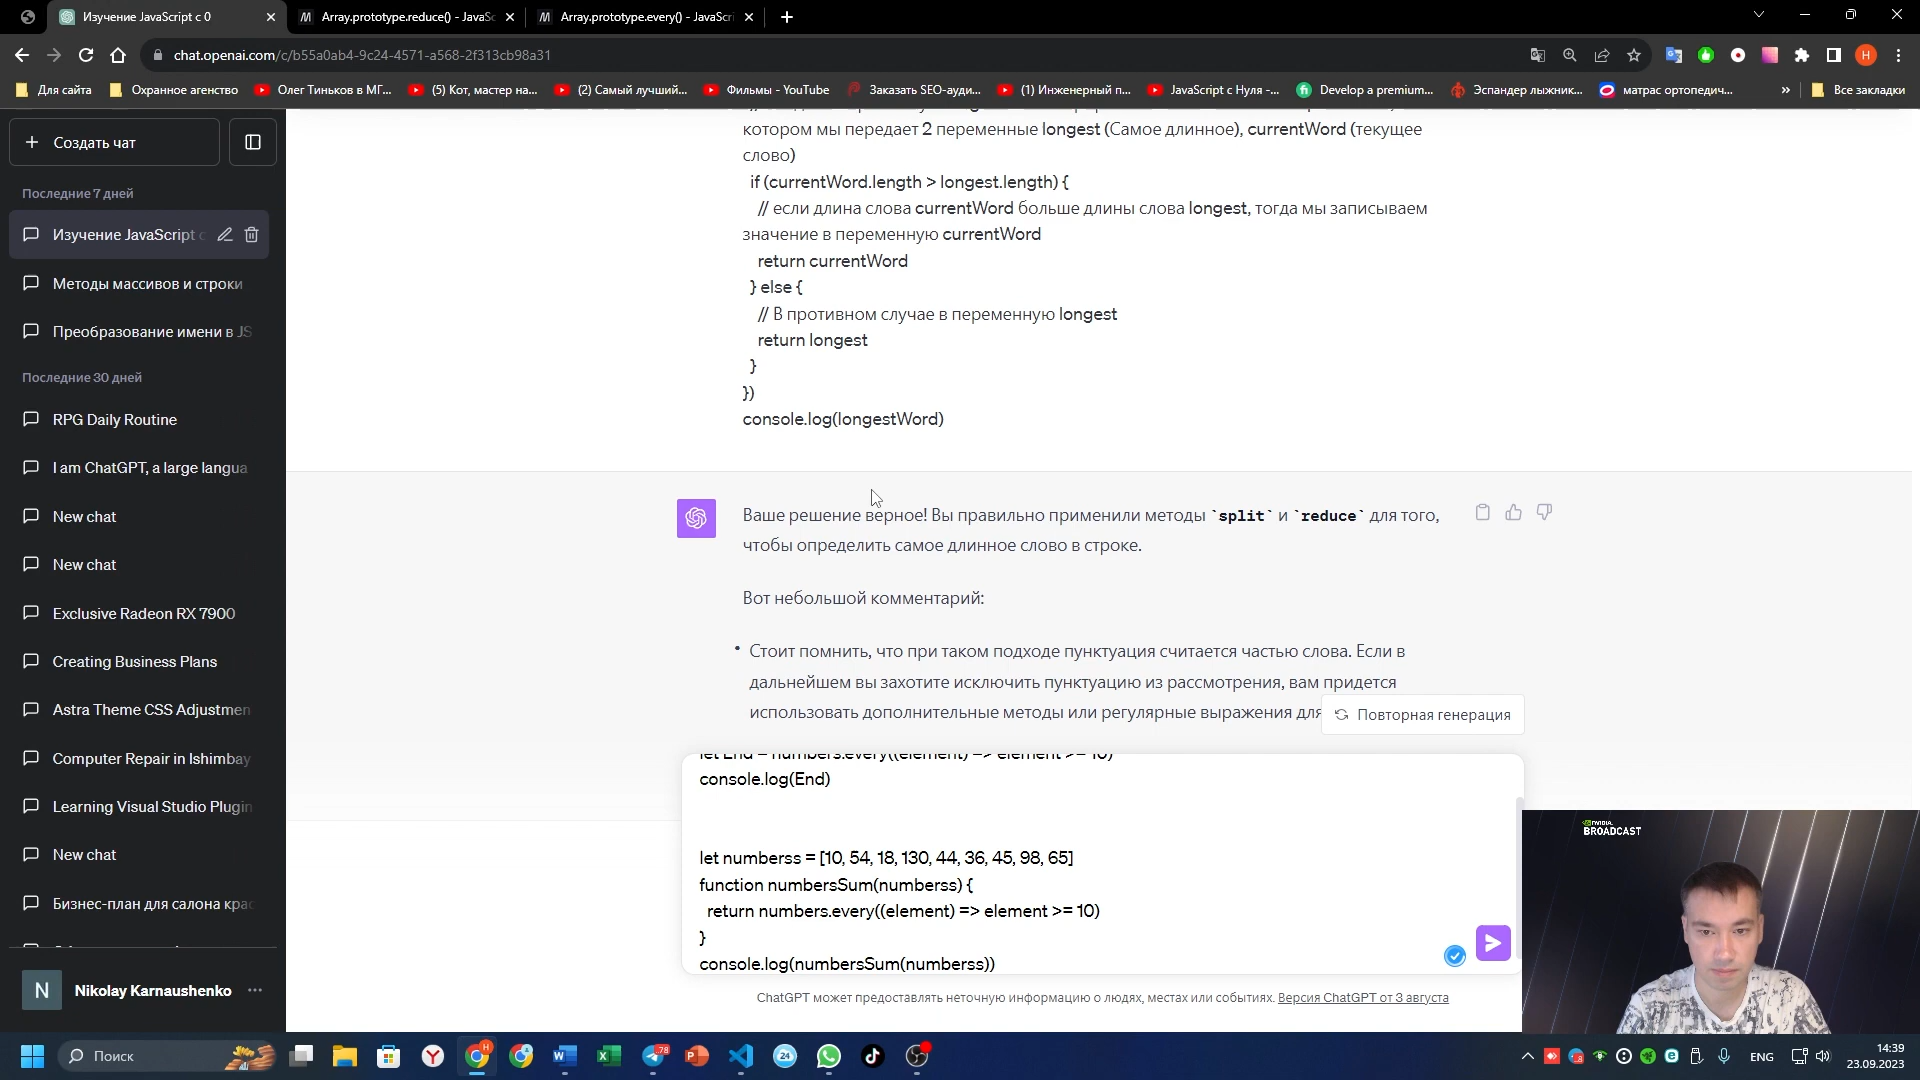 Изучение JavaScript с 0
Array.prototype.reduce() - JavaSc
Array.prototype.every() - JavaScri
chat.openai.com/c/b55a0ab4-9c24-4571-a568-2f313cb98a31
H
Для сайта
Охранное агенство
Олег Тиньков в МГ...
(5) Кот, мастер на...
(2) Самый лучший...
Фильмы - YouTube
Заказать SEO-ауди...
(1) Инженерный п...
JavaScript с Нуля -...
Develop a premium...
Эспандер лыжник...
матрас ортопедич...
»
Все закладки
Создать чат
Последние 7 дней
Изучение JavaScript с
Методы массивов и строки
Преобразование имени в JS
Последние 30 дней
RPG Daily Routine
I am ChatGPT, a large langua
New chat
New chat
Exclusive Radeon RX 7900
Creating Business Plans
Astra Theme CSS Adjustmen
Computer Repair in Ishimbay
Learning Visual Studio Plugin
New chat
Бизнес-план для салона крас
N
Nikolay Karnaushenko
котором мы передает 2 переменные longest (Самое длинное), currentWord (текущее
слово)
if (currentWord.length > longest.length) {
// если длина слова currentWord больше длины слова longest, тогда мы записываем
значение в переменную currentWord
return currentWord
} else {
// В противном случае в переменную longest
return longest
}
})
console.log(longestWord)
Ваше решение верное! Вы правильно применили методы `split` и `reduce` для того,
чтобы определить самое длинное слово в строке.
Вот небольшой комментарий:
• Стоит помнить, что при таком подходе пунктуация считается частью слова. Если в
дальнейшем вы захотите исключить пунктуацию из рассмотрения, вам придется
использовать дополнительные методы или регулярные выражения для
Повторная генерация
let End = numbers.every((element) => element >= 10)
console.log(End)
let numberss = [10, 54, 18, 130, 44, 36, 45, 98, 65]
function numbersSum(numberss) {
return numbers.every((element) => element >= 10)
}
console.log(numbersSum(numberss))
ChatGPT может предоставлять неточную информацию о людях, местах или событиях. Версия ChatGPT от 3 августа
NVIDIA.
BROADCAST
Поиск
78
24
ENG
14:39
23.09.2023